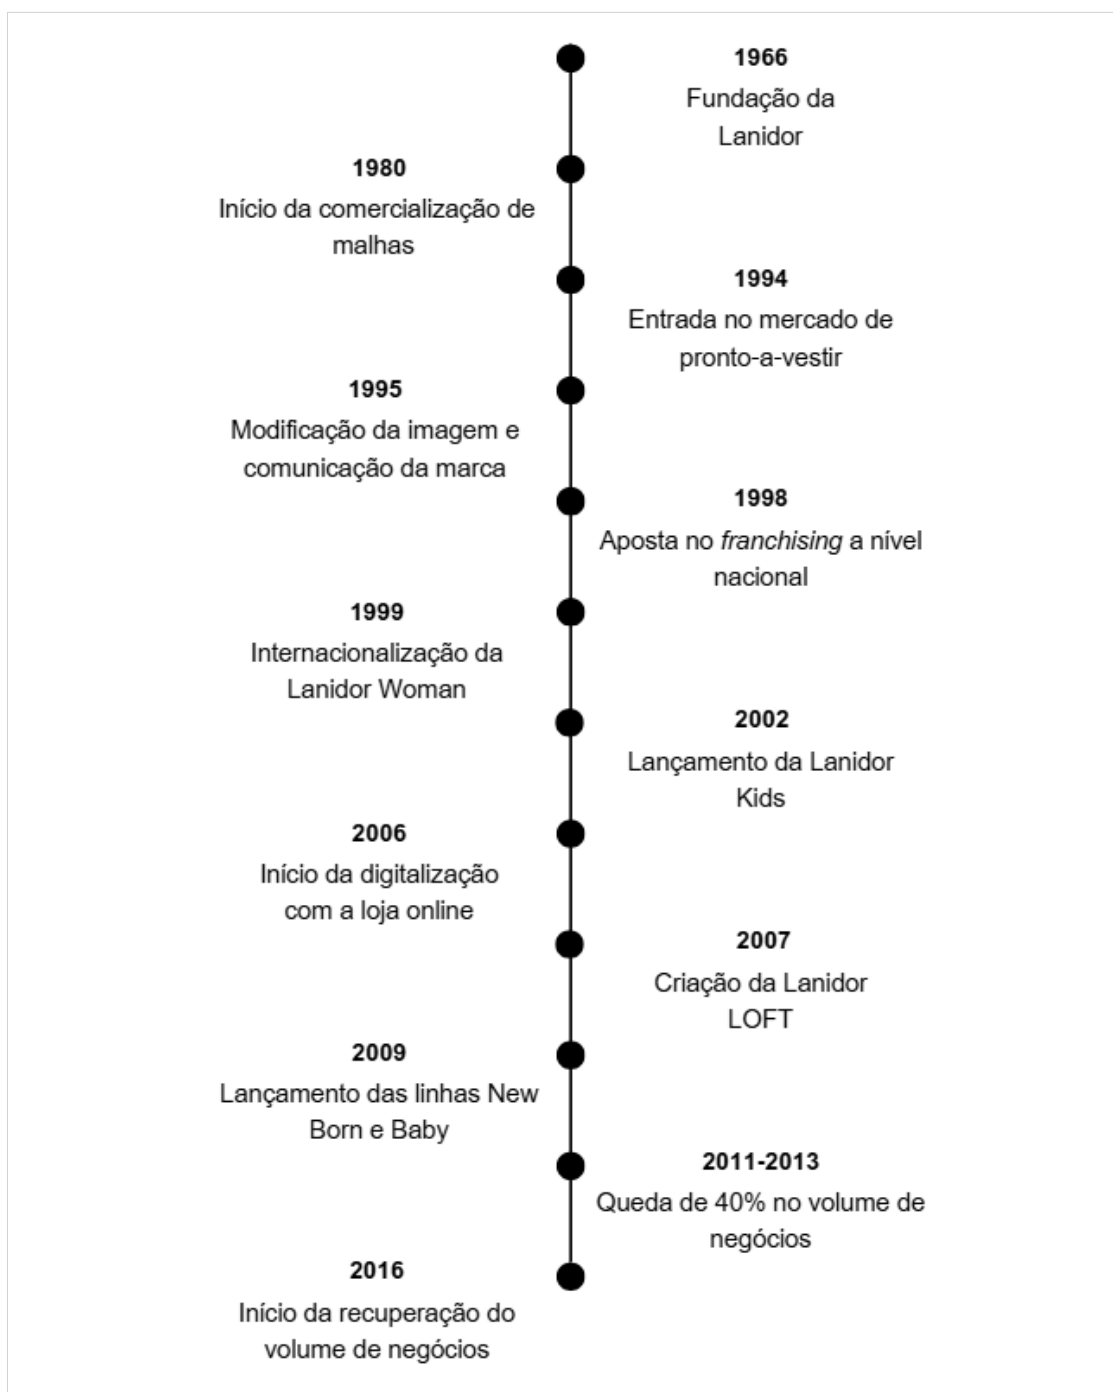 1966
Fundação da
Lanidor
1980
Início da comercialização de
malhas
1994
Entrada no mercado de
pronto-a-vestir
1995
Modificação da imagem e
comunicação da marca
1998
Aposta no franchising a nível
nacional
1999
Internacionalização da
Lanidor Woman
2002
Lançamento da Lanidor
Kids
2006
Início da digitalização
com a loja online
2007
Criação da Lanidor
LOFT
2009
Lançamento das linhas New
Born e Baby
2011-2013
Queda de 40% no volume de
negócios
2016
Início da recuperação do
volume de negócios